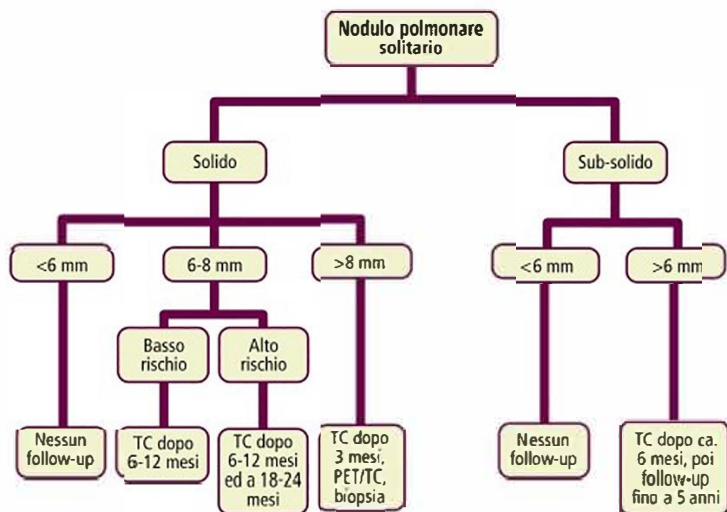 Nodulo polmonare
solitario
Solido
Sub-solido
<6 mm
6-8 mm
>8 mm
<6 mm
>6 mm
Basso
rischio
Alto
rischio
Nessun
follow-up
TC dopo
6-12 mesi
TC dopo
6-12 mesi
ed a 18-24
mesi
TC dopo
3 mesi,
PET/TC,
biopsia
Nessun
follow-up
TC dopo ca.
6 mesi, poi
follow-up
fino a 5 anni